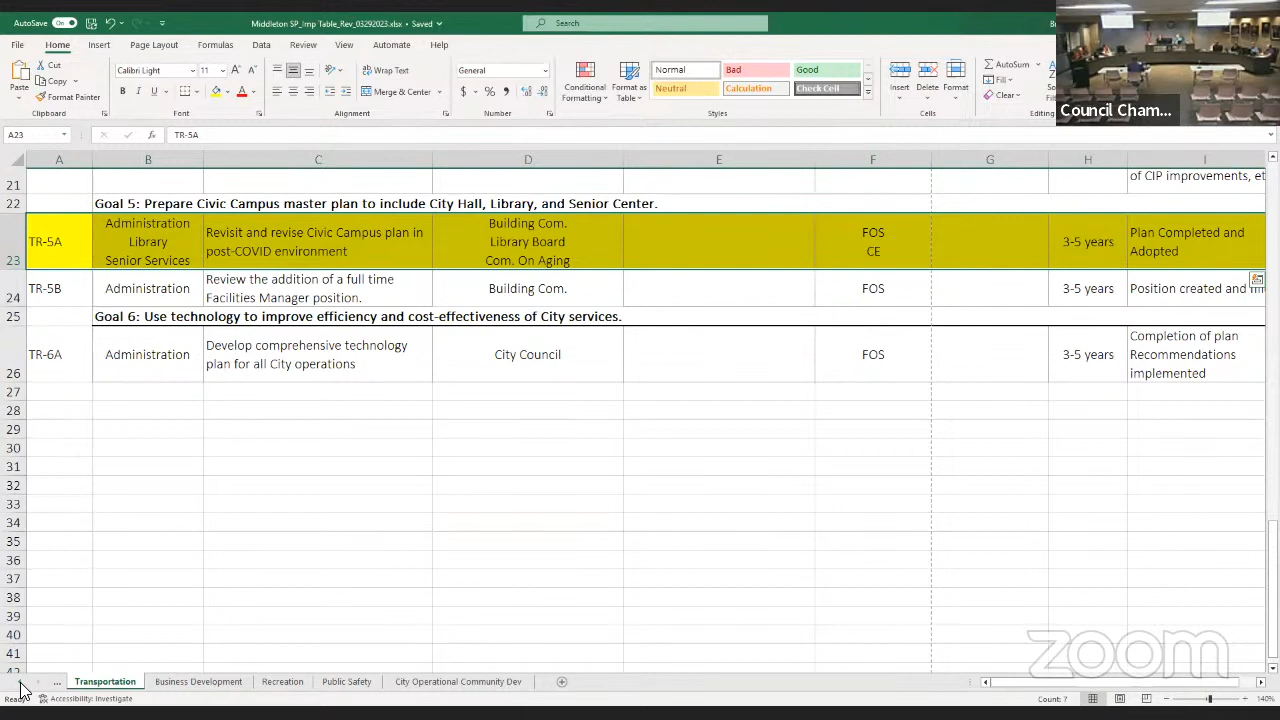 AutoSave On Middleton SP_Imp Table_Rev_03292023.xlsx • Saved Search
File Home Insert Page Layout Formulas Data Review View Automate Help
Paste Cut Copy Format Painter
Calibri Light 11 Wrap Text Merge & Center
General Conditional Formatting Format as Table
Normal Bad Good
Neutral Calculation Check Cell
Insert Delete Format
AutoSum Fill Clear
Clipboard Font Alignment Number Styles Cells
Council Cham...
A23 TR-5A
A B C D E F G H I
21 of CIP improvements, et
22 Goal 5: Prepare Civic Campus master plan to include City Hall, Library, and Senior Center.
23 TR-5A
Administration
Library
Senior Services
Revisit and revise Civic Campus plan in
post-COVID environment
Building Com.
Library Board
Com. On Aging
FOS
CE
3-5 years
Plan Completed and
Adopted
24 TR-5B Administration
Review the addition of a full time
Facilities Manager position.
Building Com. FOS 3-5 years Position created and
25 Goal 6: Use technology to improve efficiency and cost-effectiveness of City services.
26 TR-6A Administration
Develop comprehensive technology
plan for all City operations
City Council FOS 3-5 years
Completion of plan
Recommendations
implemented
27
28
29
30
31
32
33
34
35
36
37
38
39
40
41
zoom
... Transportation Business Development Recreation Public Safety City Operational Community Dev
Accessibility: Investigate Count: 7 140%